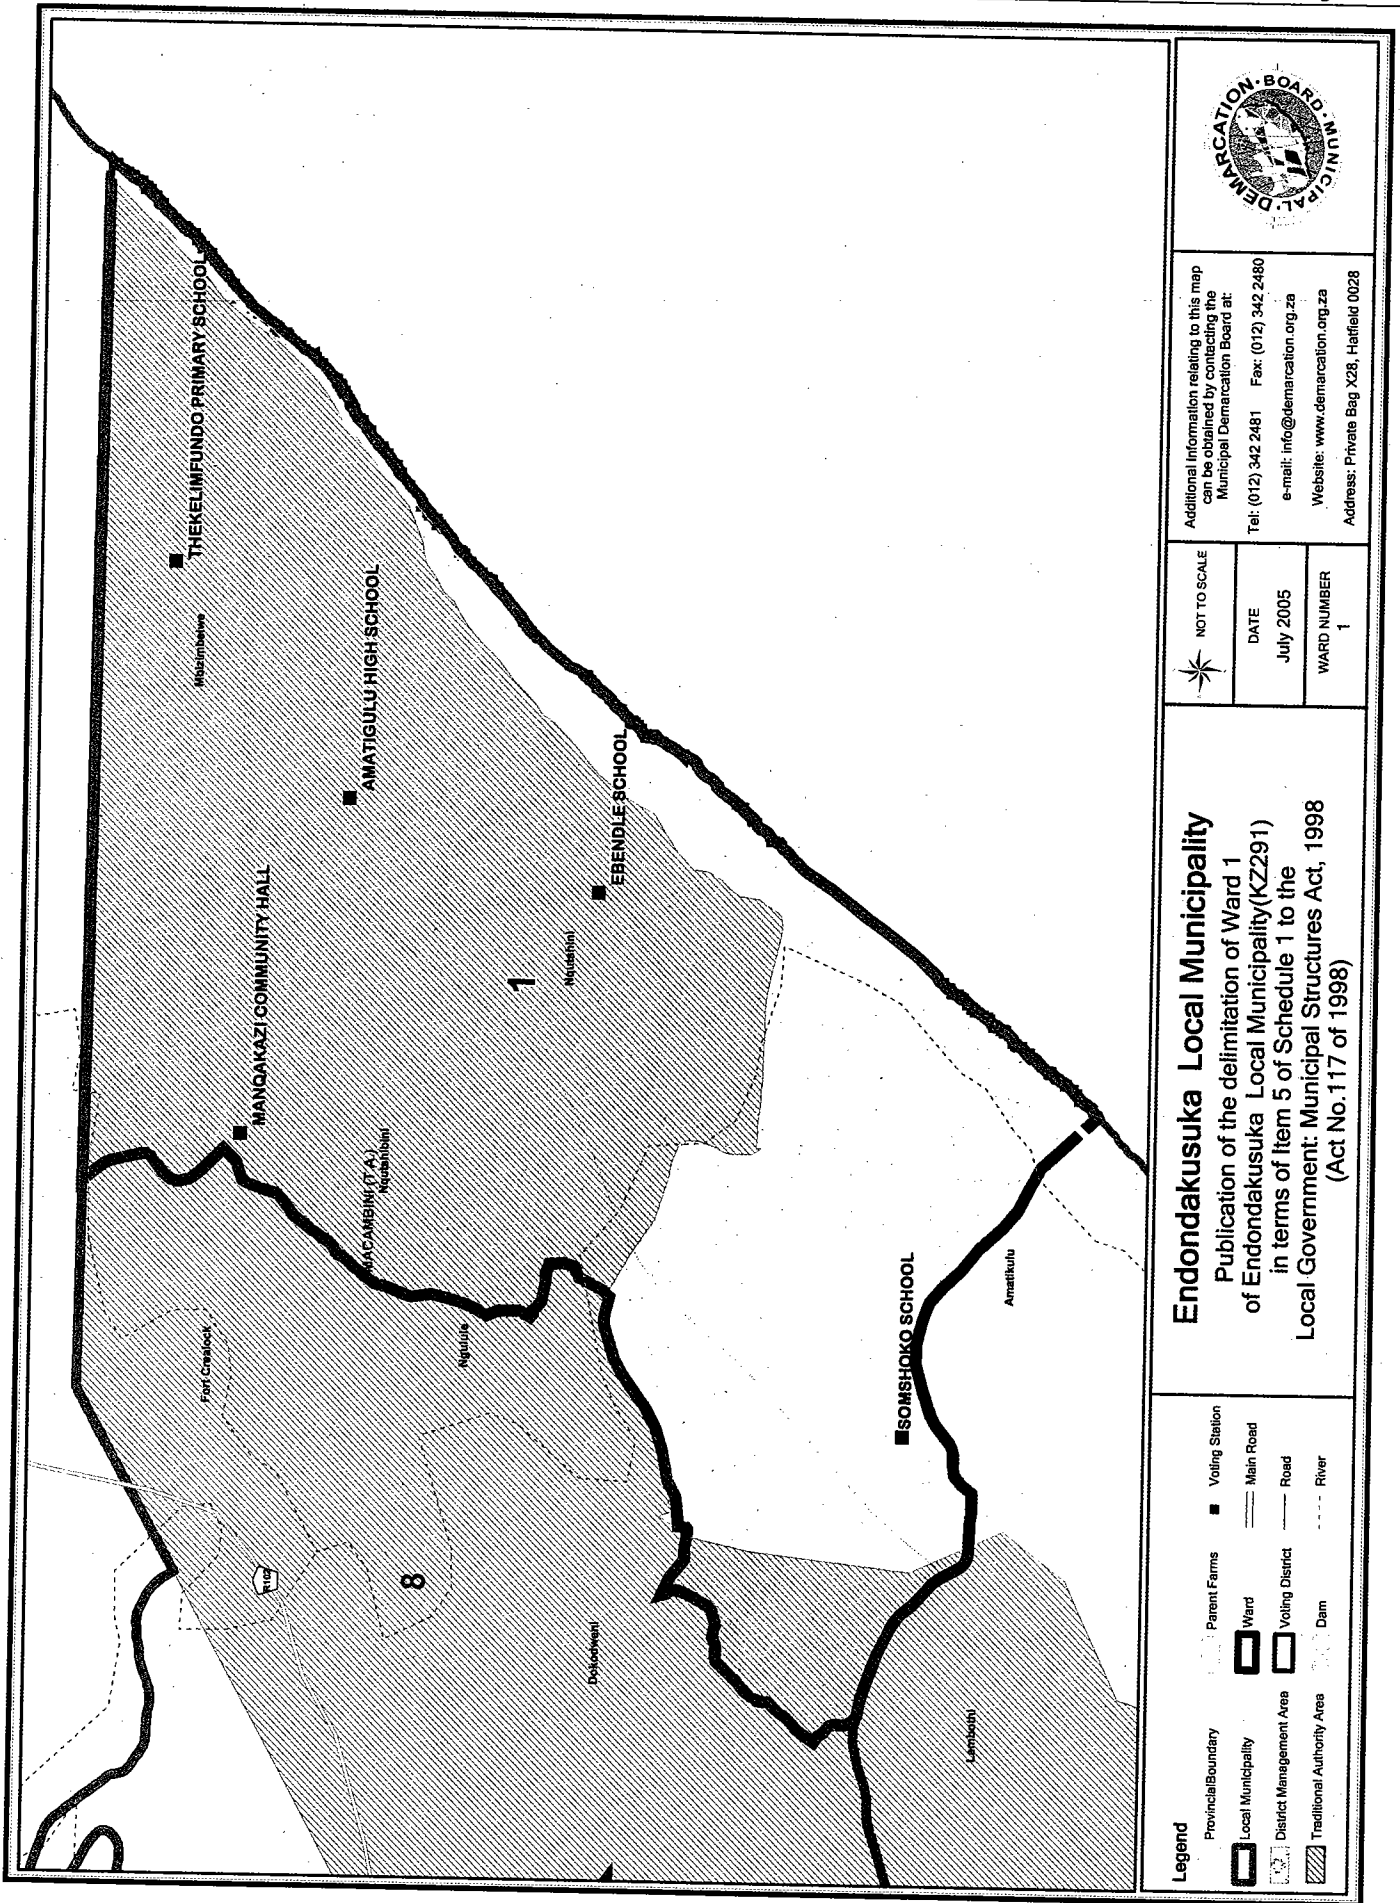 THEKELIMFUNDO PRIMARY SCHOOL
AMATIGULU HIGH SCHOOL
EBENDLE SCHOOL
MANQAKAZI COMMUNITY HALL
1
Nqutshini
MACAMBINI (T.A.)
Fort Crealock
Ngulule
R102
8
Dokodweni
SOMSHOKO SCHOOL
Amatikulu
Lambothi
Legend
ProvincialBoundary
Local Municipality
District Management Area
Traditional Authority Area
Parent Farms
Ward
Voting District
Dam
Voting Station
Main Road
Road
River
Endondakusuka Local Municipality
Publication of the delimitation of Ward 1
of Endondakusuka Local Municipality(KZ291)
in terms of Item 5 of Schedule 1 to the
Local Government: Municipal Structures Act, 1998
(Act No.117 of 1998)
NOT TO SCALE
DATE
July 2005
WARD NUMBER
1
Additional Information relating to this map
can be obtained by contacting the
Municipal Demarcation Board at:
Tel: (012) 342 2481 Fax: (012) 342 2480
e-mail: info@demarcation.org.za
Website: www.demarcation.org.za
Address: Private Bag X28, Hatfield 0028
MUNICIPAL · DEMARCATION · BOARD ·